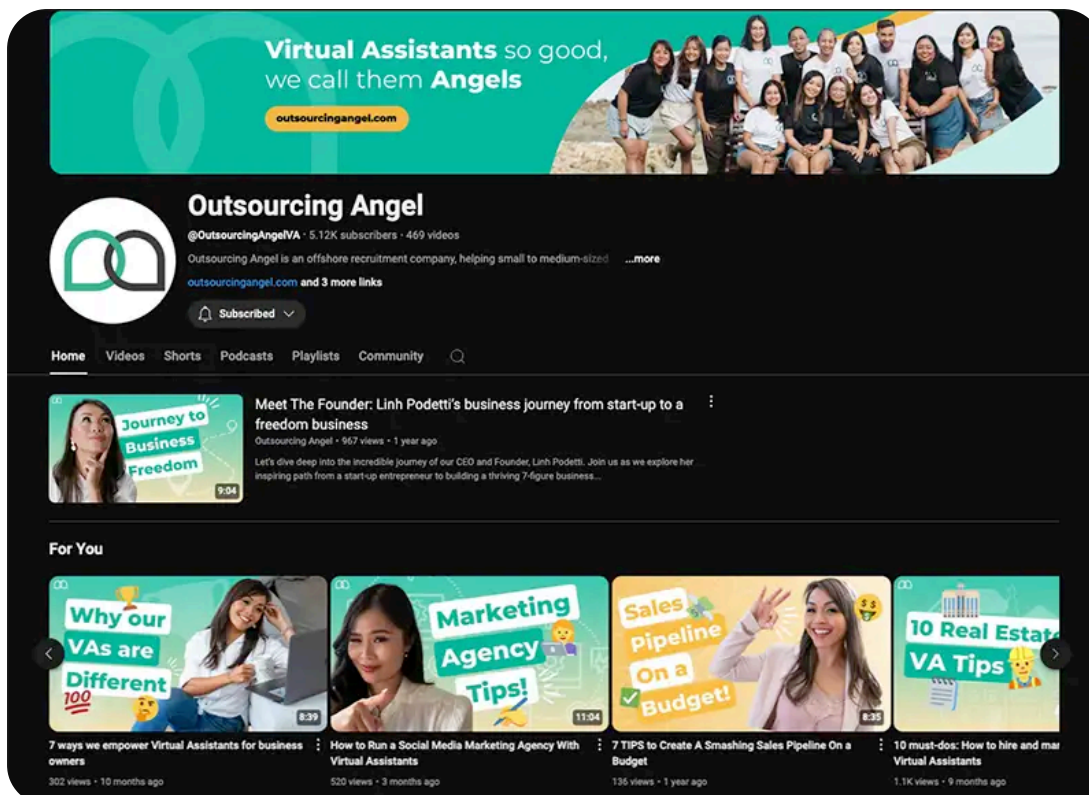 Virtual Assistants so good,
we call them Angels
outsourcingangel.com
Outsourcing Angel
@OutsourcingAngelVA · 5.12K subscribers · 469 videos
Outsourcing Angel is an offshore recruitment company, helping small to medium-sized ...more
outsourcingangel.com and 3 more links
Subscribed
Home Videos Shorts Podcasts Playlists Community
Journey to
Business
Freedom
9:04
Meet The Founder: Linh Podetti's business journey from start-up to a
freedom business
Outsourcing Angel • 967 views • 1 year ago
Let's dive deep into the incredible journey of our CEO and Founder, Linh Podetti. Join us as we explore her
inspiring path from a start-up entrepreneur to building a thriving 7-figure business...
For You
Why our
VAs are
Different
100
8:39
7 ways we empower Virtual Assistants for business
owners
302 views • 10 months ago
Marketing
Agency
Tips!
11:04
How to Run a Social Media Marketing Agency With
Virtual Assistants
520 views • 3 months ago
Sales
Pipeline
On a
Budget!
8:35
7 TIPS to Create A Smashing Sales Pipeline On a
Budget
136 views • 1 year ago
10 Real Estate
VA Tips
10 must-dos: How to hire and mar
Virtual Assistants
1.1K views • 9 months ago